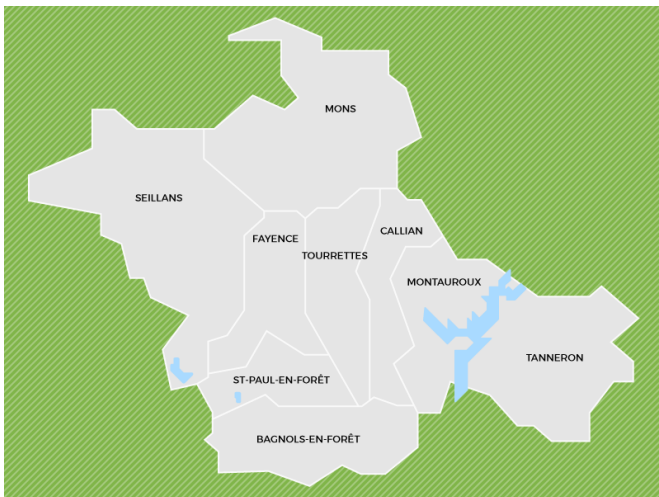 MONS
SEILLANS
CALLIAN
FAYENCE
TOURRETTES
MONTAUROUX
TANNERON
ST-PAUL-EN-FORÊT
BAGNOLS-EN-FORÊT